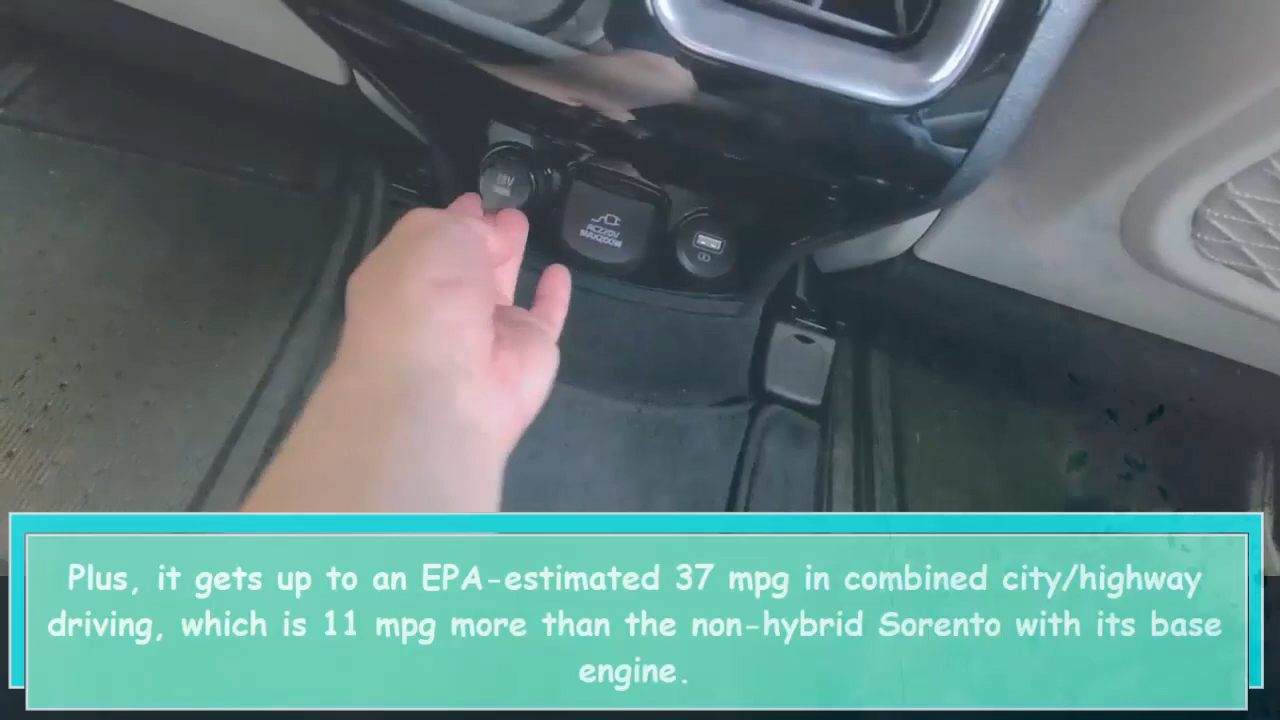 12V
AC220V
MAX200W
Plus, it gets up to an EPA-estimated 37 mpg in combined city/highway
driving, which is 11 mpg more than the non-hybrid Sorento with its base
engine.